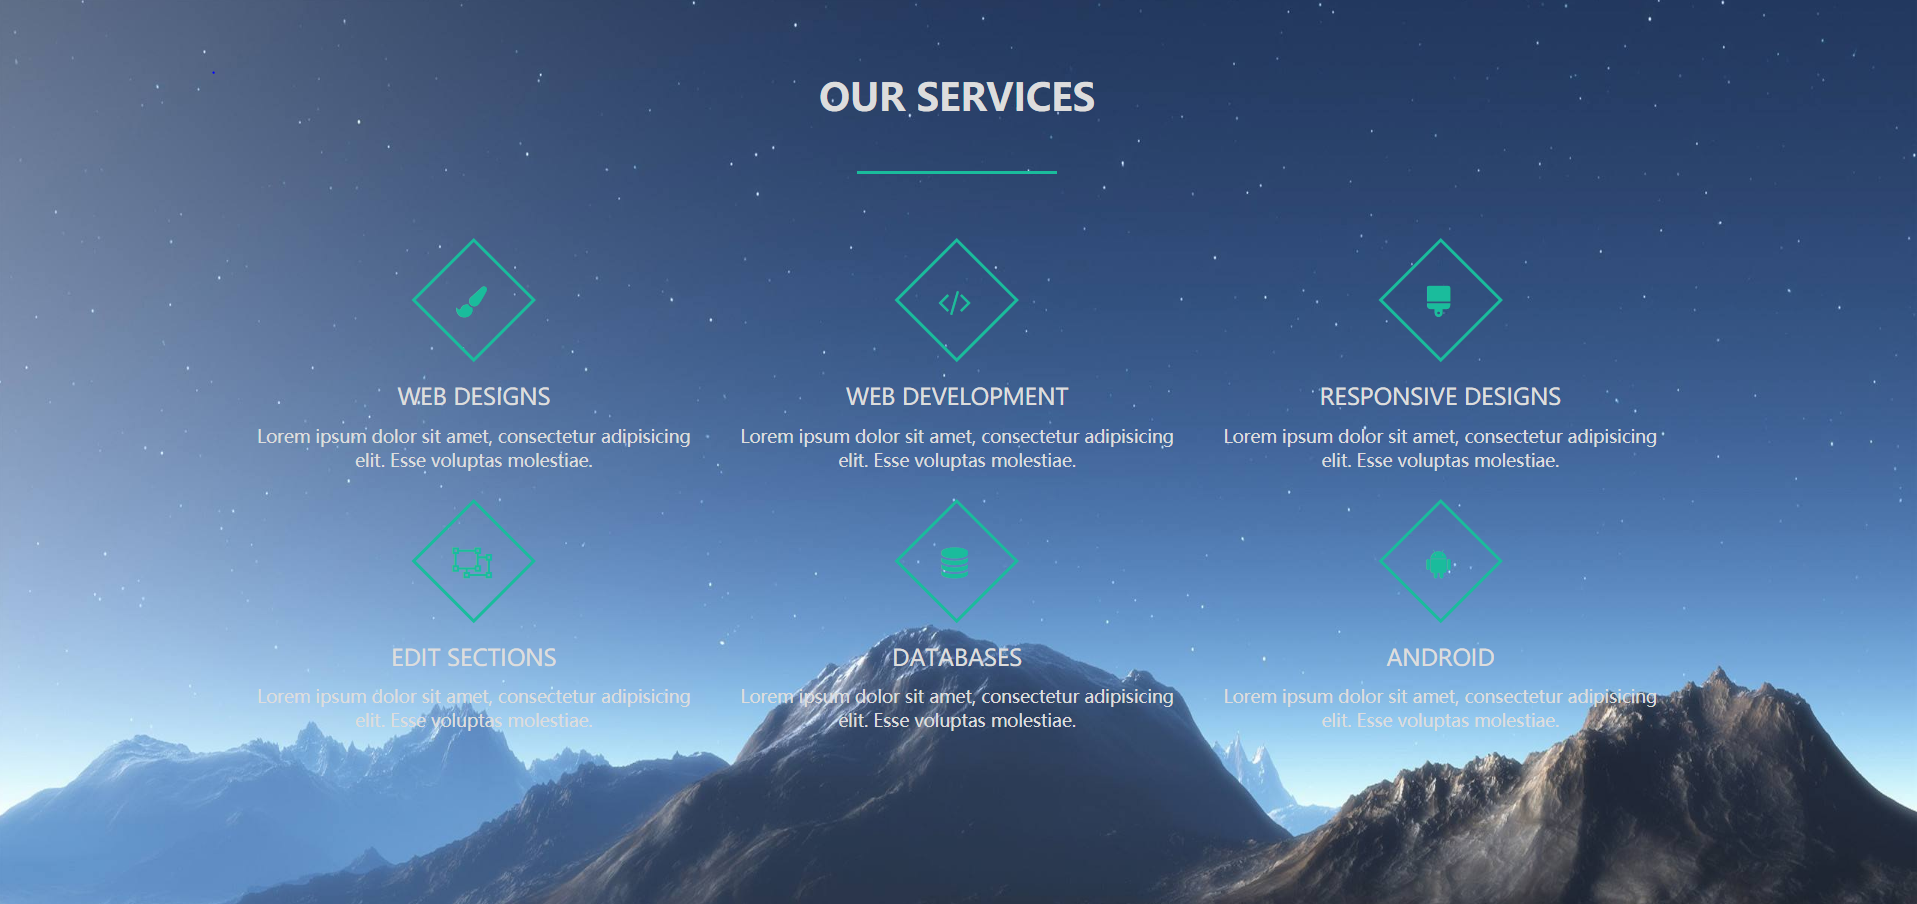 OUR SERVICES
WEB DESIGNS
Lorem ipsum dolor sit amet, consectetur adipisicing
elit. Esse voluptas molestiae.
WEB DEVELOPMENT
Lorem ipsum dolor sit amet, consectetur adipisicing
elit. Esse voluptas molestiae.
RESPONSIVE DESIGNS
Lorem ipsum dolor sit amet, consectetur adipisicing
elit. Esse voluptas molestiae.
EDIT SECTIONS
Lorem ipsum dolor sit amet, consectetur adipisicing
elit. Esse voluptas molestiae.
DATABASES
Lorem ipsum dolor sit amet, consectetur adipisicing
elit. Esse voluptas molestiae.
ANDROID
Lorem ipsum dolor sit amet, consectetur adipisicing
elit. Esse voluptas molestiae.